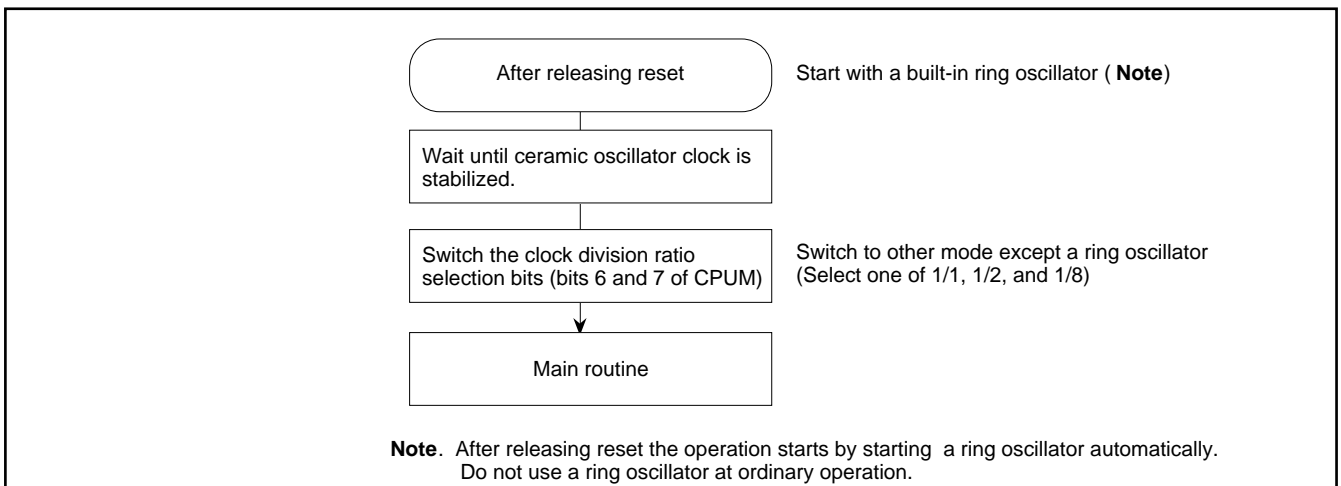 After releasing reset
Start with a built-in ring oscillator ( Note)
Wait until ceramic oscillator clock is
stabilized.
Switch the clock division ratio
selection bits (bits 6 and 7 of CPUM)
Switch to other mode except a ring oscillator
(Select one of 1/1, 1/2, and 1/8)
Main routine
Note. After releasing reset the operation starts by starting a ring oscillator automatically.
Do not use a ring oscillator at ordinary operation.